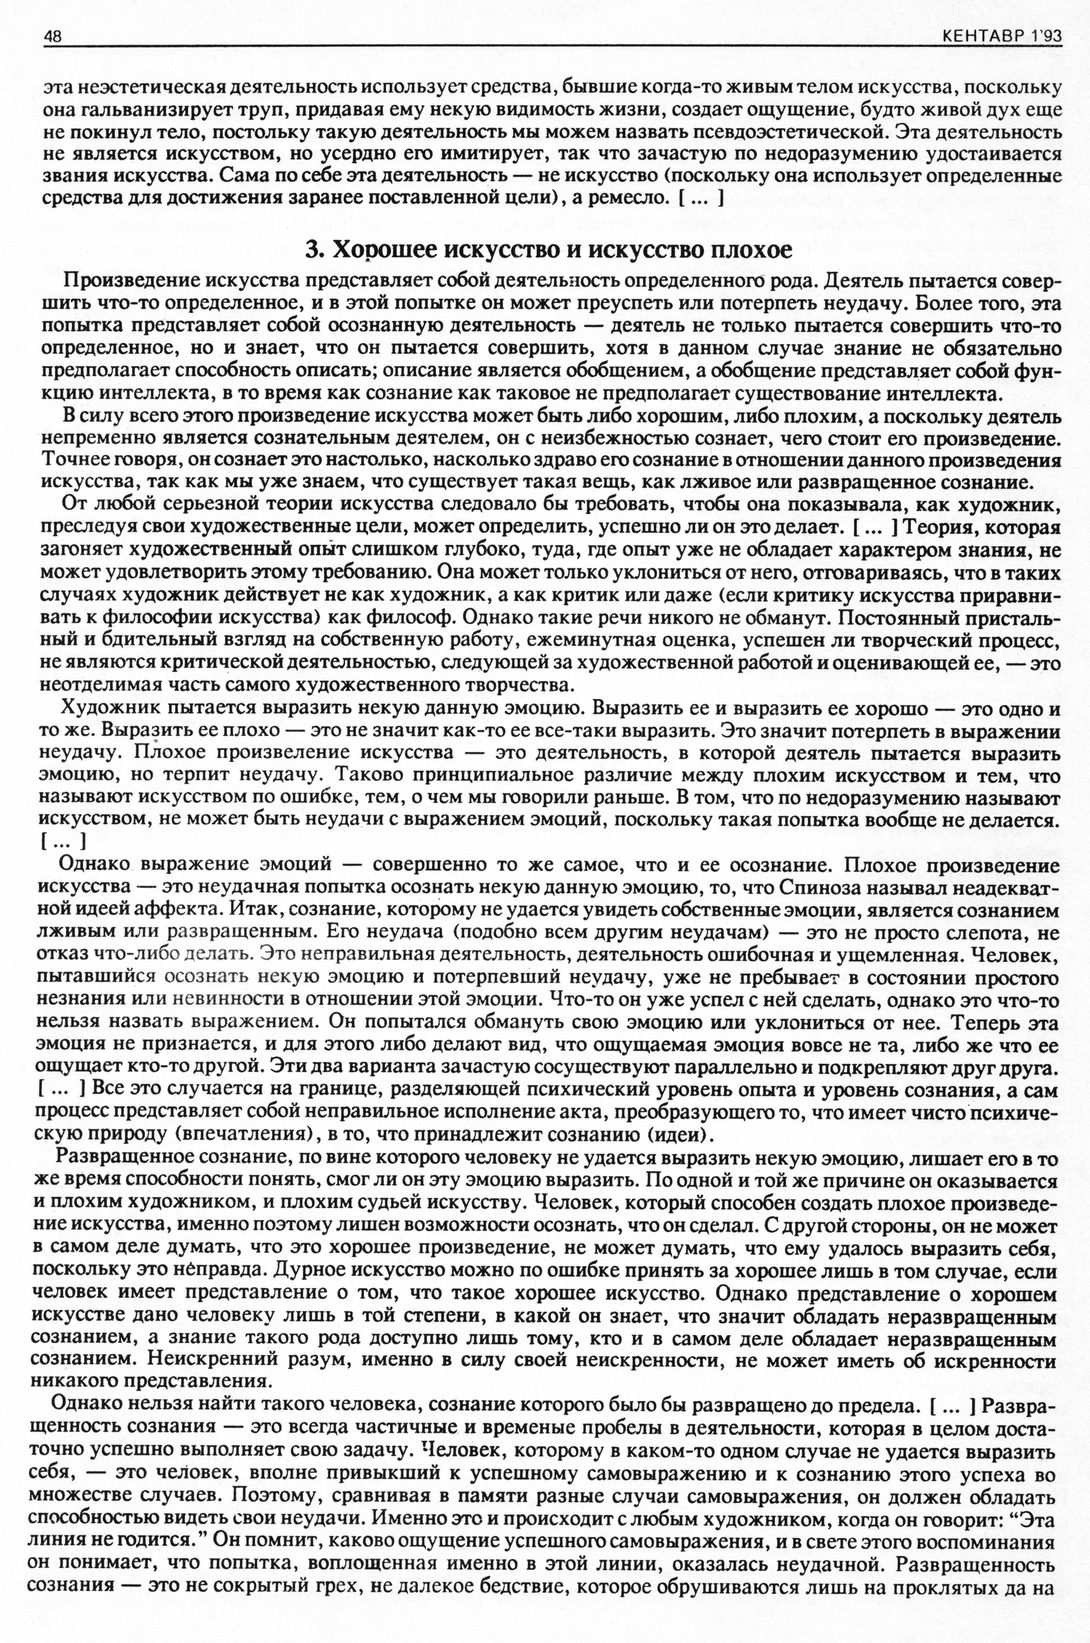 48
КЕНТАВР 1'93
эта неэстетическая деятельность использует средства, бывшие когда-то живым телом искусства, поскольку
она гальванизирует труп, придавая ему некую видимость жизни, создает ощущение, будто живой дух еще
не покинул тело, постольку такую деятельность мы можем назвать псевдоэстетической. Эта деятельность
не является искусством, но усердно его имитирует, так что зачастую по недоразумению удостаивается
звания искусства. Сама по себе эта деятельность — не искусство (поскольку она использует определенные
средства для достижения заранее поставленной цели), а ремесло. [ ... ]
3. Хорошее искусство и искусство плохое
Произведение искусства представляет собой деятельность определенного рода. Деятель пытается совер-
шить что-то определенное, и в этой попытке он может преуспеть или потерпеть неудачу. Более того, эта
попытка представляет собой осознанную деятельность — деятель не только пытается совершить что-то
определенное, но и знает, что он пытается совершить, хотя в данном случае знание не обязательно
предполагает способность описать; описание является обобщением, а обобщение представляет собой фун-
кцию интеллекта, в то время как сознание как таковое не предполагает существование интеллекта.
В силу всего этого произведение искусства может быть либо хорошим, либо плохим, а поскольку деятель
непременно является сознательным деятелем, он с неизбежностью сознает, чего стоит его произведение.
Точнее говоря, он сознает это настолько, насколько здраво его сознание в отношении данного произведения
искусства, так как мы уже знаем, что существует такая вещь, как лживое или развращенное сознание.
От любой серьезной теории искусства следовало бы требовать, чтобы она показывала, как художник,
преследуя свои художественные цели, может определить, успешно ли он это делает. [ ... ] Теория, которая
загоняет художественный опыт слишком глубоко, туда, где опыт уже не обладает характером знания, не
может удовлетворить этому требованию. Она может только уклониться от него, отговариваясь, что в таких
случаях художник действует не как художник, а как критик или даже (если критику искусства приравни-
вать к философии искусства) как философ. Однако такие речи никого не обманут. Постоянный присталь-
ный и бдительный взгляд на собственную работу, ежеминутная оценка, успешен ли творческий процесс,
не являются критической деятельностью, следующей за художественной работой и оценивающей ее, — это
неотделимая часть самого художественного творчества.
Художник пытается выразить некую данную эмоцию. Выразить ее и выразить ее хорошо — это одно и
то же. Выразить ее плохо — это не значит как-то ее все-таки выразить. Это значит потерпеть в выражении
неудачу. Плохое произвеление искусства — это деятельность, в которой деятель пытается выразить
эмоцию, но терпит неудачу. Таково принципиальное различие между плохим искусством и тем, что
называют искусством по ошибке, тем, о чем мы говорили раньше. В том, что по недоразумению называют
искусством, не может быть неудачи с выражением эмоций, поскольку такая попытка вообще не делается.
[ ... ]
Однако выражение эмоций — совершенно то же самое, что и ее осознание. Плохое произведение
искусства — это неудачная попытка осознать некую данную эмоцию, то, что Спиноза называл неадекват-
ной идеей аффекта. Итак, сознание, которому не удается увидеть собственные эмоции, является сознанием
лживым или развращенным. Его неудача (подобно всем другим неудачам) — это не просто слепота, не
отказ что-либо делать. Это неправильная деятельность, деятельность ошибочная и ущемленная. Человек,
пытавшийся осознать некую эмоцию и потерпевший неудачу, уже не пребывает в состоянии простого
незнания или невинности в отношении этой эмоции. Что-то он уже успел с ней сделать, однако это что-то
нельзя назвать выражением. Он попытался обмануть свою эмоцию или уклониться от нее. Теперь эта
эмоция не признается, и для этого либо делают вид, что ощущаемая эмоция вовсе не та, либо же что ее
ощущает кто-то другой. Эти два варианта зачастую сосуществуют параллельно и подкрепляют друг друга.
[ ... ] Все это случается на границе, разделяющей психический уровень опыта и уровень сознания, а сам
процесс представляет собой неправильное исполнение акта, преобразующего то, что имеет чисто психиче-
скую природу (впечатления), в то, что принадлежит сознанию (идеи).
Развращенное сознание, по вине которого человеку не удается выразить некую эмоцию, лишает его в то
же время способности понять, смог ли он эту эмоцию выразить. По одной и той же причине он оказывается
и плохим художником, и плохим судьей искусству. Человек, который способен создать плохое произведе-
ние искусства, именно поэтому лишен возможности осознать, что он сделал. С другой стороны, он не может
в самом деле думать, что это хорошее произведение, не может думать, что ему удалось выразить себя,
поскольку это неправда. Дурное искусство можно по ошибке принять за хорошее лишь в том случае, если
человек имеет представление о том, что такое хорошее искусство. Однако представление о хорошем
искусстве дано человеку лишь в той степени, в какой он знает, что значит обладать неразвращенным
сознанием, а знание такого рода доступно лишь тому, кто и в самом деле обладает неразвращенным
сознанием. Неискренний разум, именно в силу своей неискренности, не может иметь об искренности
никакого представления.
Однако нельзя найти такого человека, сознание которого было бы развращено до предела. [ ... ] Развра-
щенность сознания — это всегда частичные и временые пробелы в деятельности, которая в целом доста-
точно успешно выполняет свою задачу. Человек, которому в каком-то одном случае не удается выразить
себя, — это человек, вполне привыкший к успешному самовыражению и к сознанию этого успеха во
множестве случаев. Поэтому, сравнивая в памяти разные случаи самовыражения, он должен обладать
способностью видеть свои неудачи. Именно это и происходит с любым художником, когда он говорит: “Эта
линия не годится.” Он помнит, каково ощущение успешного самовыражения, и в свете этого воспоминания
он понимает, что попытка, воплощенная именно в этой линии, оказалась неудачной. Развращенность
сознания — это не сокрытый грех, не далекое бедствие, которое обрушиваются лишь на проклятых да на